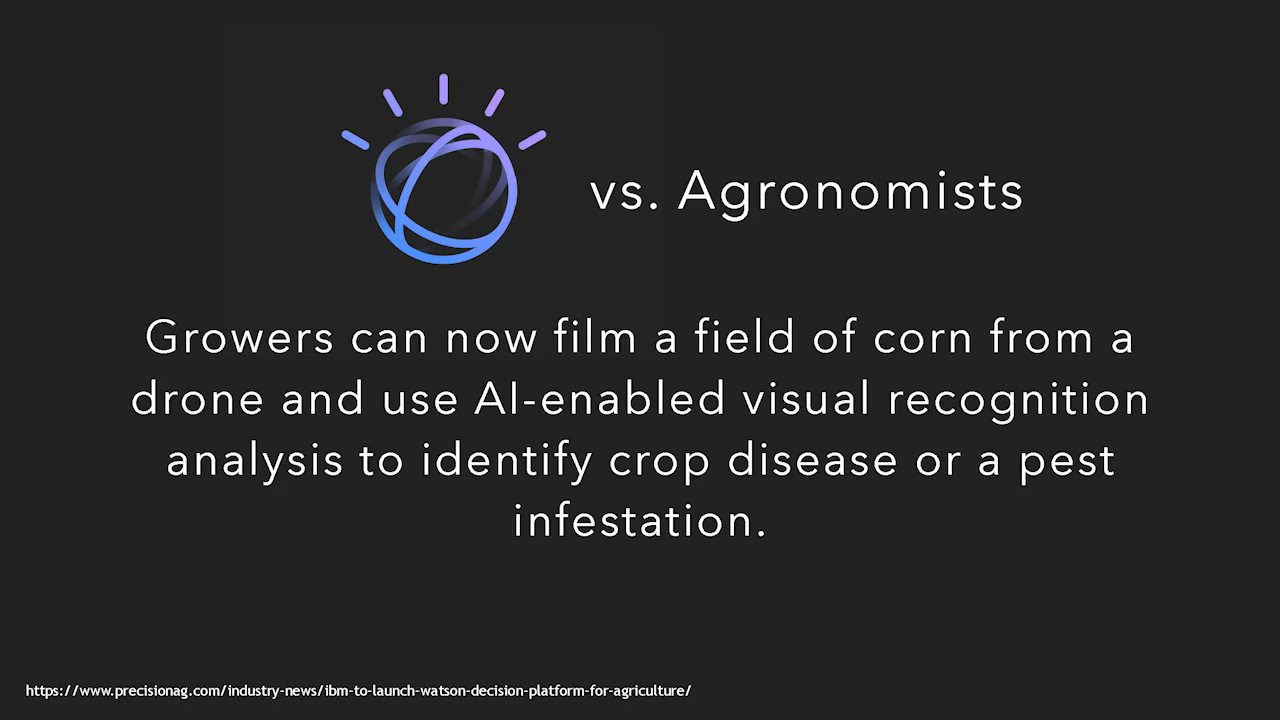 vs. Agronomists
Growers can now film a field of corn from a
drone and use AI-enabled visual recognition
analysis to identify crop disease or a pest
infestation.
https://www.precisionag.com/industry-news/ibm-to-launch-watson-decision-platform-for-agriculture/